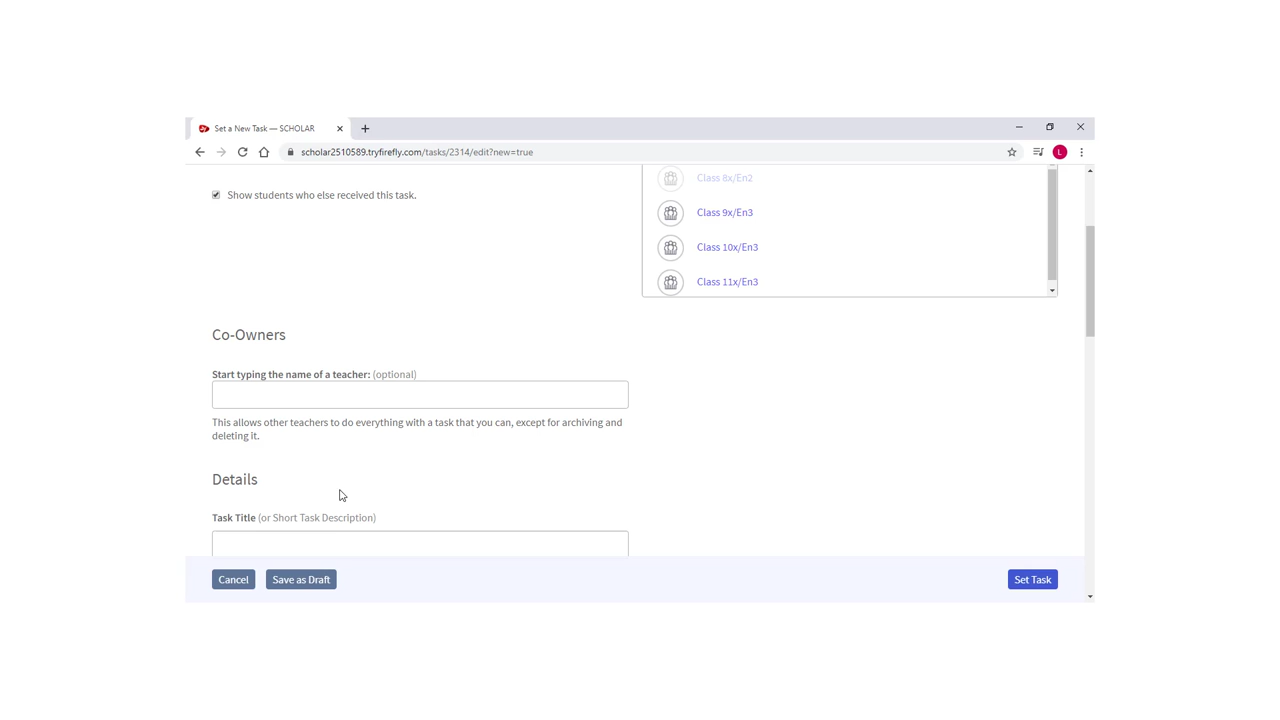 Set a New Task — SCHOLAR
scholar2510589.tryfirefly.com/tasks/2314/edit?new=true
L
Show students who else received this task.
Class 8x/En2
Class 9x/En3
Class 10x/En3
Class 11x/En3
Co-Owners
Start typing the name of a teacher: (optional)
This allows other teachers to do everything with a task that you can, except for archiving and
deleting it.
Details
Task Title (or Short Task Description)
Cancel
Save as Draft
Set Task